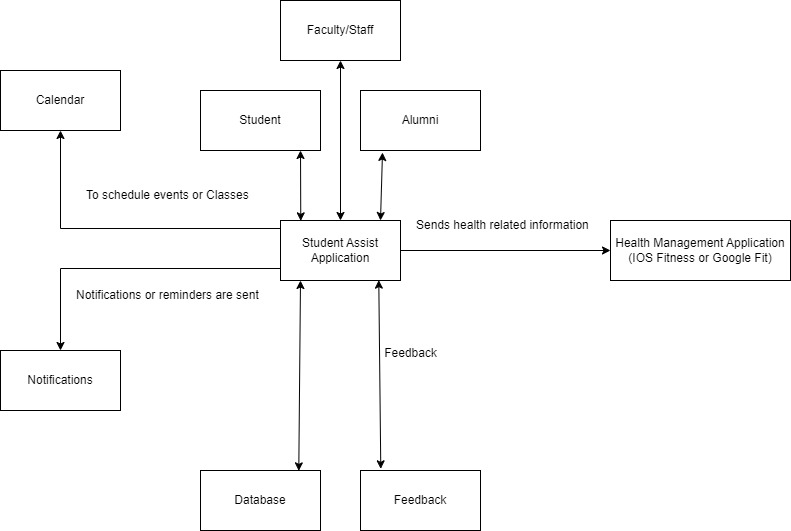 Faculty/Staff
Calendar
Student
Alumni
To schedule events or Classes
Sends health related information
Student Assist
Application
Health Management Application
(IOS Fitness or Google Fit)
Notifications or reminders are sent
Feedback
Notifications
Database
Feedback